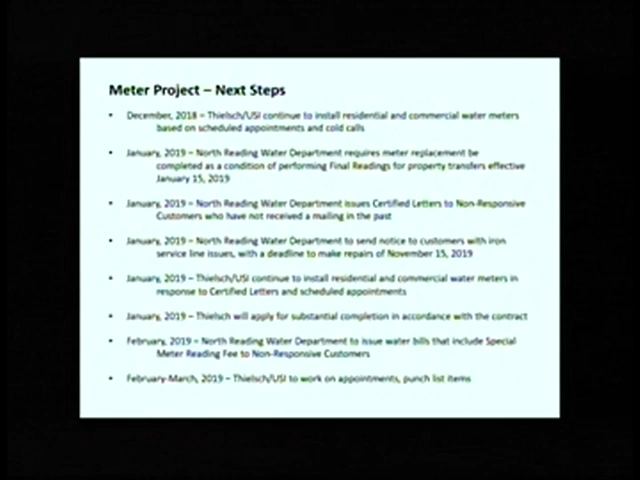 Meter Project – Next Steps
• December, 2018 – Thielsch/USI continue to install residential and commercial water meters
based on scheduled appointments and cold calls
• January, 2019 – North Reading Water Department requires meter replacement be
completed as a condition of performing Final Readings for property transfers effective
January 15, 2019
• January, 2019 – North Reading Water Department issues Certified Letters to Non-Responsive
Customers who have not received a mailing in the past
• January, 2019 – North Reading Water Department to send notice to customers with iron
service line issues, with a deadline to make repairs of November 15, 2019
• January, 2019 – Thielsch/USI continue to install residential and commercial water meters in
response to Certified Letters and scheduled appointments
• January, 2019 – Thielsch will apply for substantial completion in accordance with the contract
• February, 2019 – North Reading Water Department to issue water bills that include Special
Meter Reading Fee to Non-Responsive Customers
• February-March, 2019 – Thielsch/USI to work on appointments, punch list items